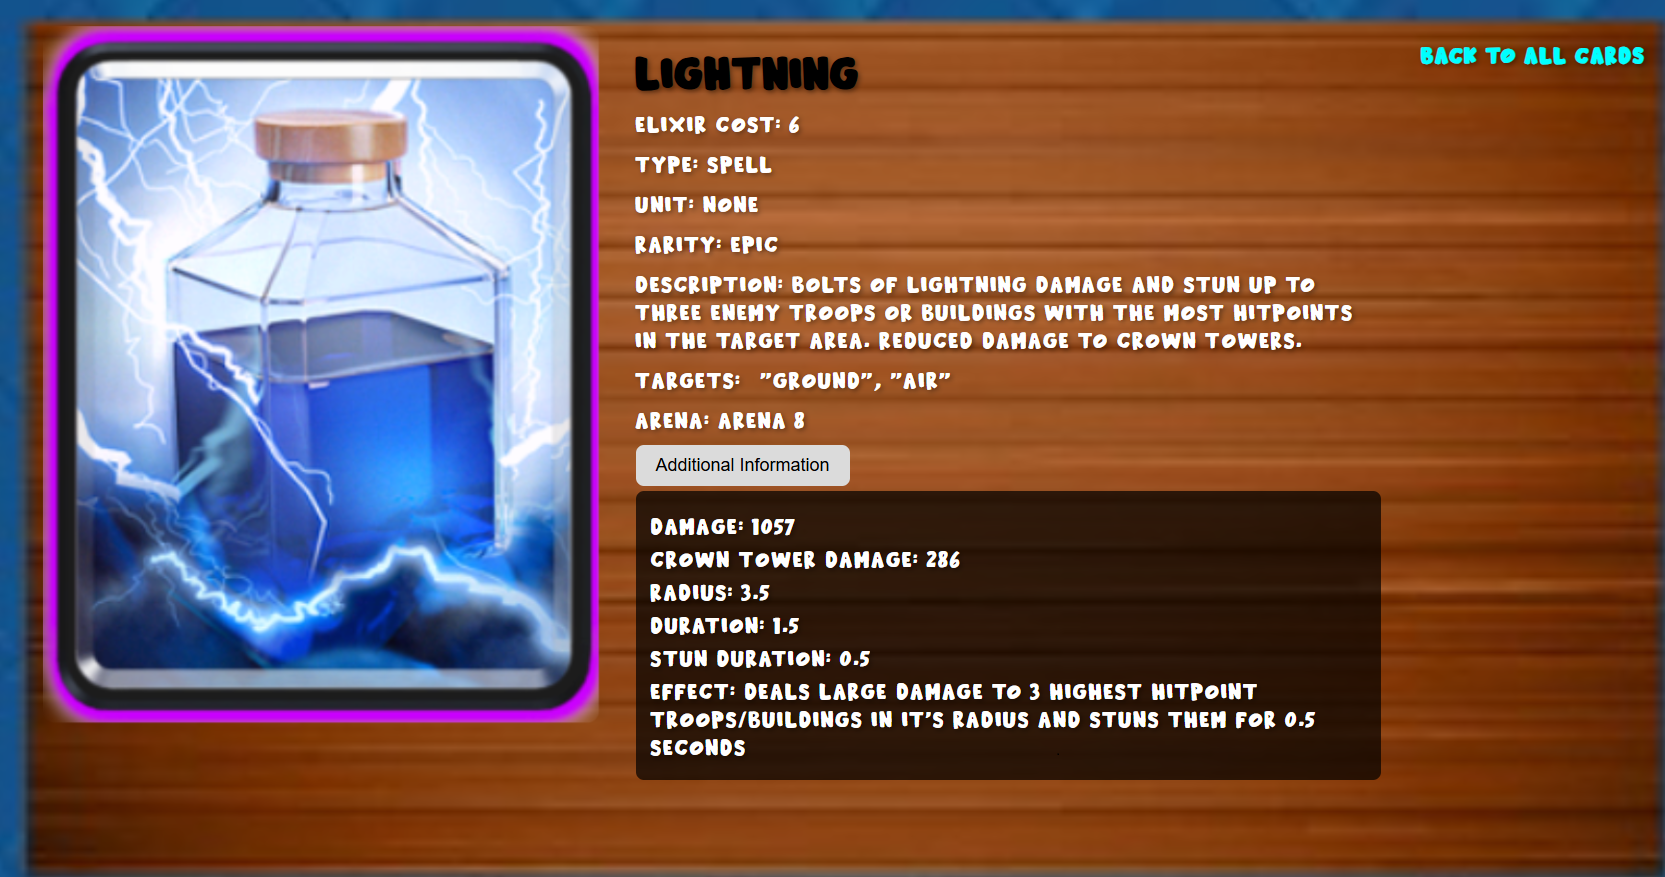 LIGHTNING
BACK TO ALL CARDS
ELIXIR COST: 6
TYPE: SPELL
UNIT: NONE
RARITY: EPIC
DESCRIPTION: BOLTS OF LIGHTNING DAMAGE AND STUN UP TO
THREE ENEMY TROOPS OR BUILDINGS WITH THE MOST HITPOINTS
IN THE TARGET AREA. REDUCED DAMAGE TO CROWN TOWERS.
TARGETS: "GROUND", "AIR"
ARENA: ARENA 8
Additional Information
DAMAGE: 1057
CROWN TOWER DAMAGE: 286
RADIUS: 3.5
DURATION: 1.5
STUN DURATION: 0.5
EFFECT: DEALS LARGE DAMAGE TO 3 HIGHEST HITPOINT
TROOPS/BUILDINGS IN IT'S RADIUS AND STUNS THEM FOR 0.5
SECONDS